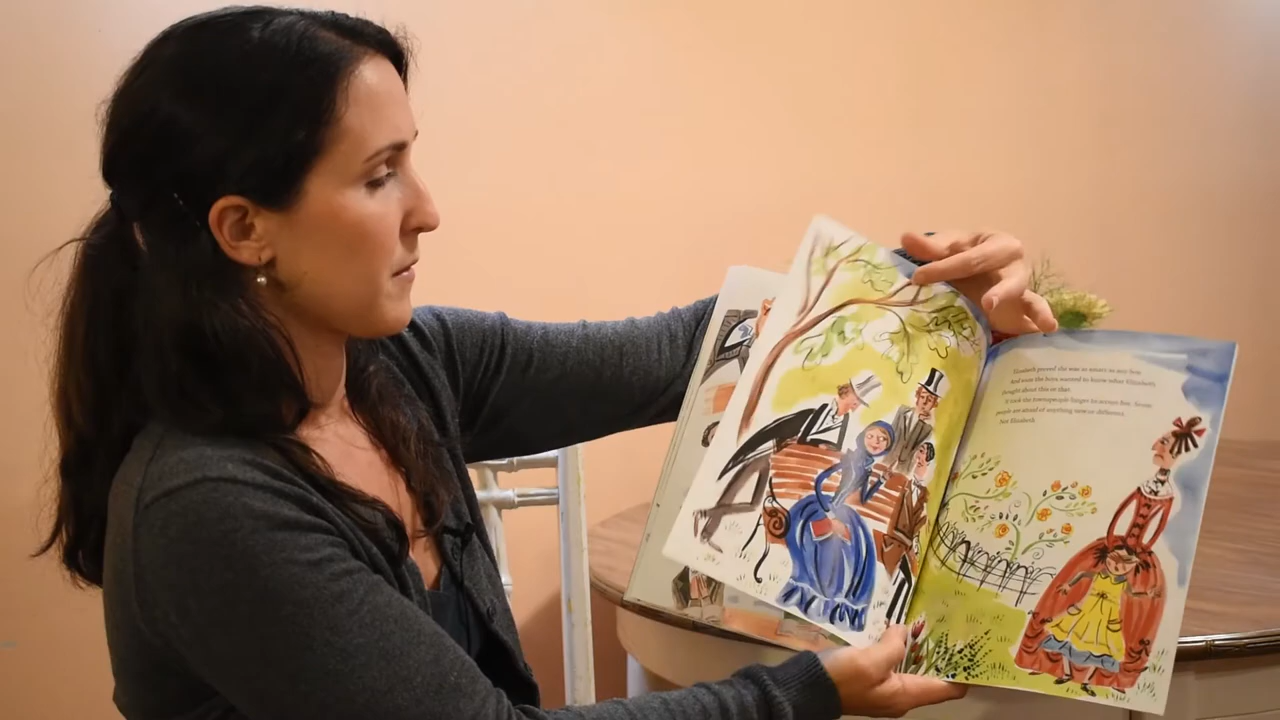 Elizabeth proved she was as smart as any boy.
And soon the boys wanted to know what Elizabeth
thought about this or that.
It took the townspeople longer to accept her. Some
people are afraid of anything new or different.
Not Elizabeth.